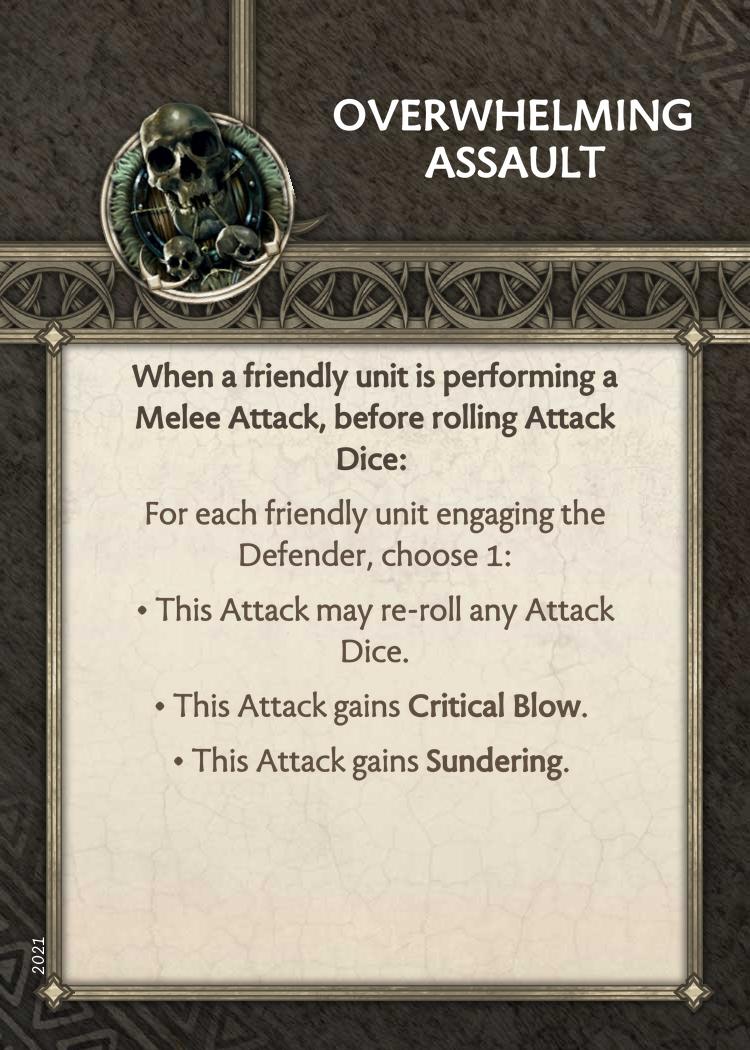 OVERWHELMING
ASSAULT
When a friendly unit is performing a
Melee Attack, before rolling Attack
Dice:
For each friendly unit engaging the
Defender, choose 1:
• This Attack may re-roll any Attack
Dice.
• This Attack gains Critical Blow.
• This Attack gains Sundering.
2021